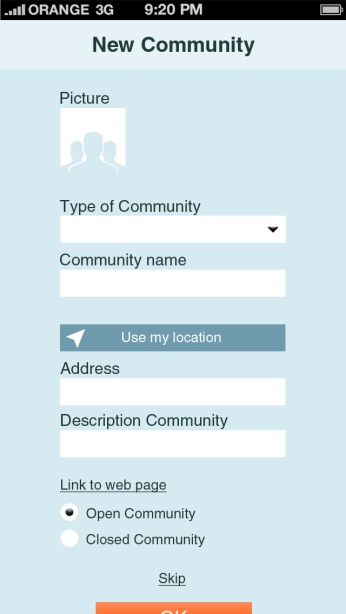 ORANGE 3G 9:20 PM
New Community
Picture
Type of Community
Community name
Use my location
Address
Description Community
Link to web page
Open Community
Closed Community
Skip
OK